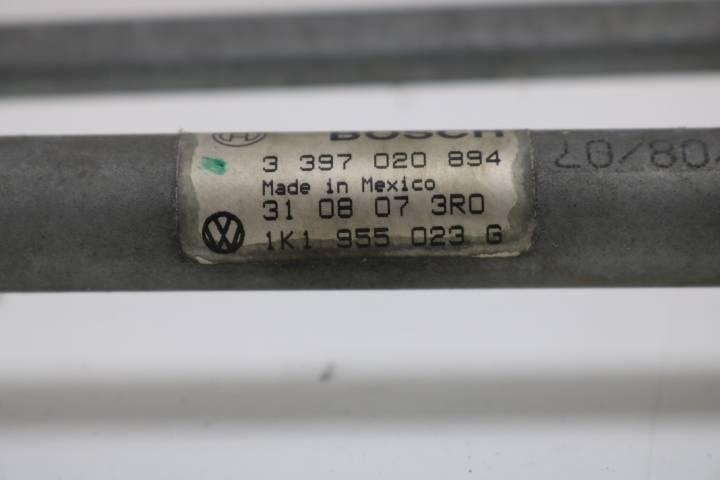 BOSCH
3 397 020 894
Made in Mexico
31 08 07 3R0
1K1 955 023 G